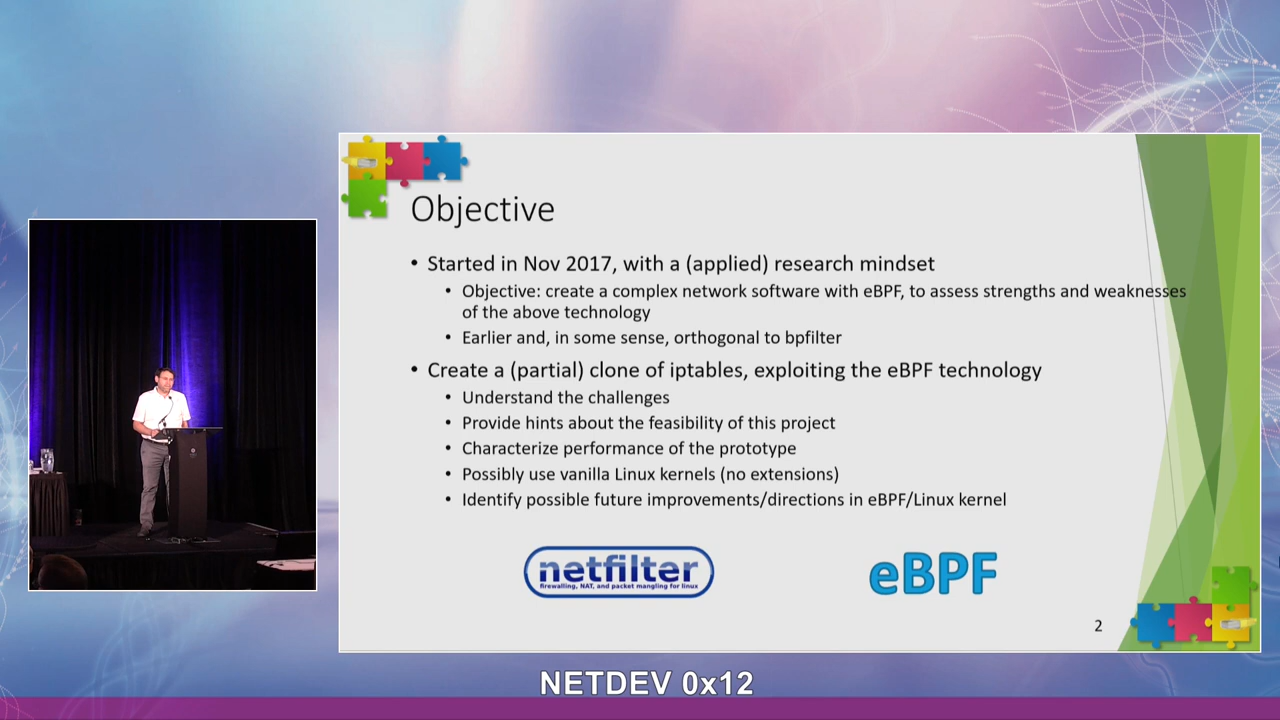 Objective
• Started in Nov 2017, with a (applied) research mindset
• Objective: create a complex network software with eBPF, to assess strengths and weaknesses
of the above technology
• Earlier and, in some sense, orthogonal to bpfilter
• Create a (partial) clone of iptables, exploiting the eBPF technology
• Understand the challenges
• Provide hints about the feasibility of this project
• Characterize performance of the prototype
• Possibly use vanilla Linux kernels (no extensions)
• Identify possible future improvements/directions in eBPF/Linux kernel
netfilter
firewalling, NAT, and packet mangling for linux
eBPF
2
NETDEV 0x12